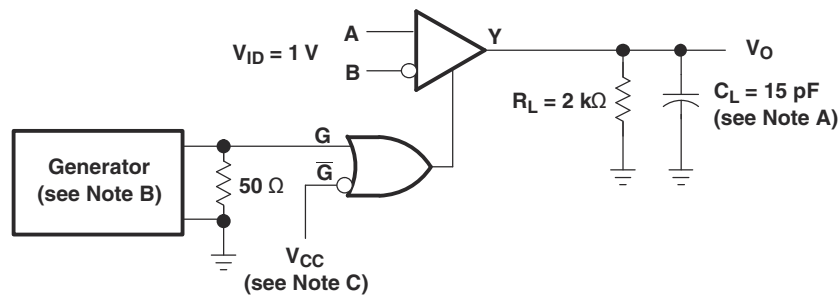 A
Y
V_ID = 1 V
B
V_O
R_L = 2 kΩ
C_L = 15 pF
(see Note A)
G
G̅
Generator
(see Note B)
50 Ω
V_CC
(see Note C)